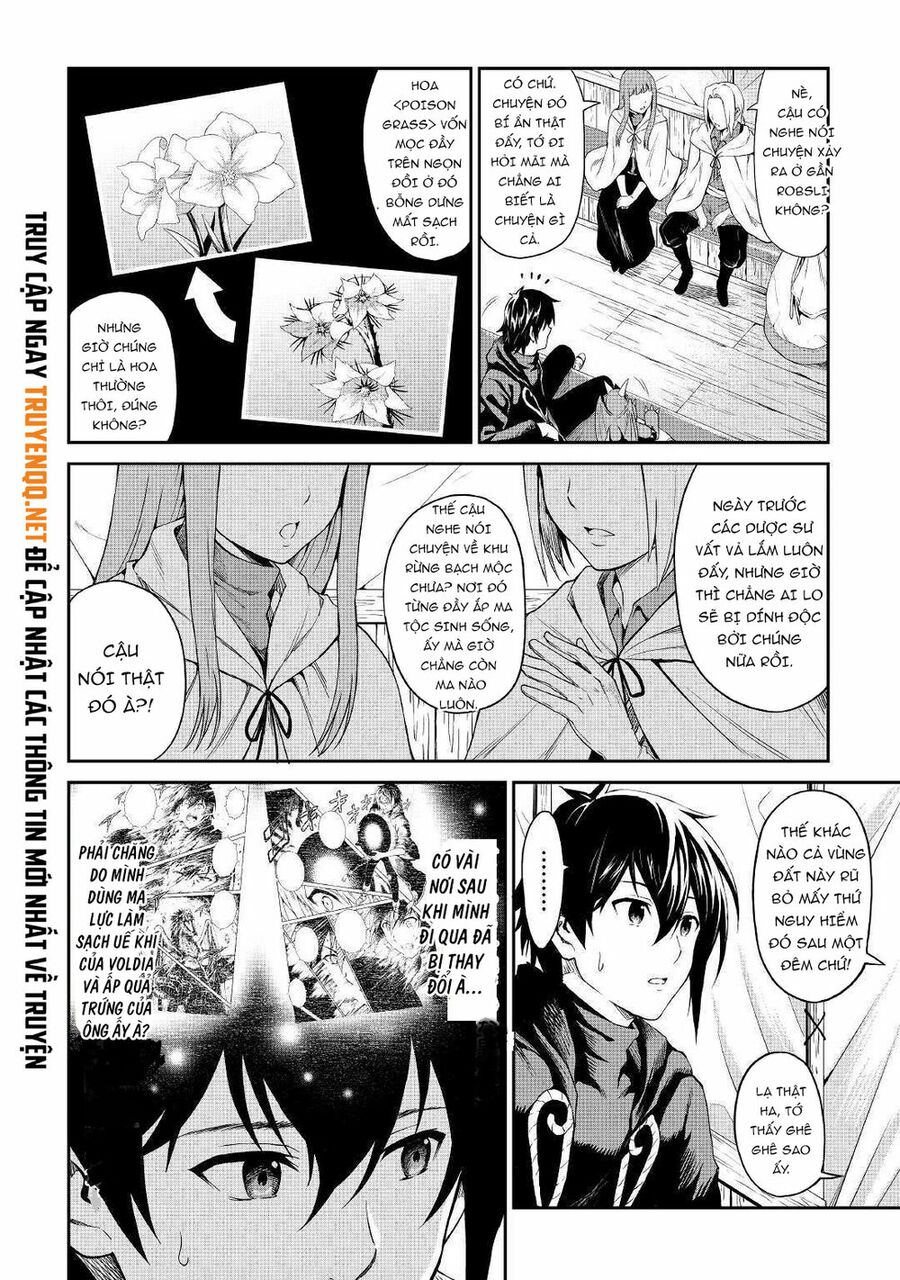 NÈ,
CẬU CÓ
NGHE NÓI
CHUYỆN XẢY
RA Ở GẦN
ROBSLI
KHÔNG?
CÓ CHỨ.
CHUYỆN ĐÓ
BÍ ẨN THẬT
ĐẤY, TỚ ĐI
HỎI MÃI MÀ
CHẲNG AI
BIẾT LÀ
CHUYỆN GÌ
CẢ.
HOA
<POISON
GRASS> VỐN
MỌC ĐẦY
TRÊN NGỌN
ĐỒI Ở ĐÓ
BỖNG DƯNG
MẤT SẠCH
RỒI.
NHƯNG
GIỜ CHÚNG
CHỈ LÀ HOA
THƯỜNG
THÔI, ĐÚNG
KHÔNG?
NGÀY TRƯỚC
CÁC DƯỢC SƯ
VẤT VẢ LẮM LUÔN
ĐẤY, NHƯNG GIỜ
THÌ CHẲNG AI LO
SẼ BỊ DÍNH ĐỘC
BỞI CHÚNG
NỮA RỒI.
THẾ CẬU
NGHE NÓI
CHUYỆN VỀ KHU
RỪNG BẠCH MỘC
CHƯA? NƠI ĐÓ
TỪNG ĐẦY ẮP MA
TỘC SINH SỐNG,
ẤY MÀ GIỜ
CHẲNG CÒN
MA NÀO
LUÔN.
CẬU
NÓI THẬT
ĐÓ À?!
THẾ KHÁC
NÀO CẢ VÙNG
ĐẤT NÀY RŨ
BỎ MẤY THỨ
NGUY HIỂM
ĐÓ SAU MỘT
ĐÊM CHỨ!
LẠ THẬT
HA, TỚ
THẤY GHÊ
GHÊ SAO
ẤY.
CÓ VÀI
NƠI SAU
KHI MÌNH
ĐI QUA ĐÃ
BỊ THAY
ĐỔI À...
PHẢI CHĂNG
DO MÌNH
DÙNG MA
LỰC LÀM
SẠCH UẾ KHÍ
CỦA VOLDIA
VÀ ẤP QUẢ
TRỨNG CỦA
ÔNG ẤY À?
TRUY CẬP NGAY TRUYENQQ.NET ĐỂ CẬP NHẬT CÁC THÔNG TIN MỚI NHẤT VỀ TRUYỆN